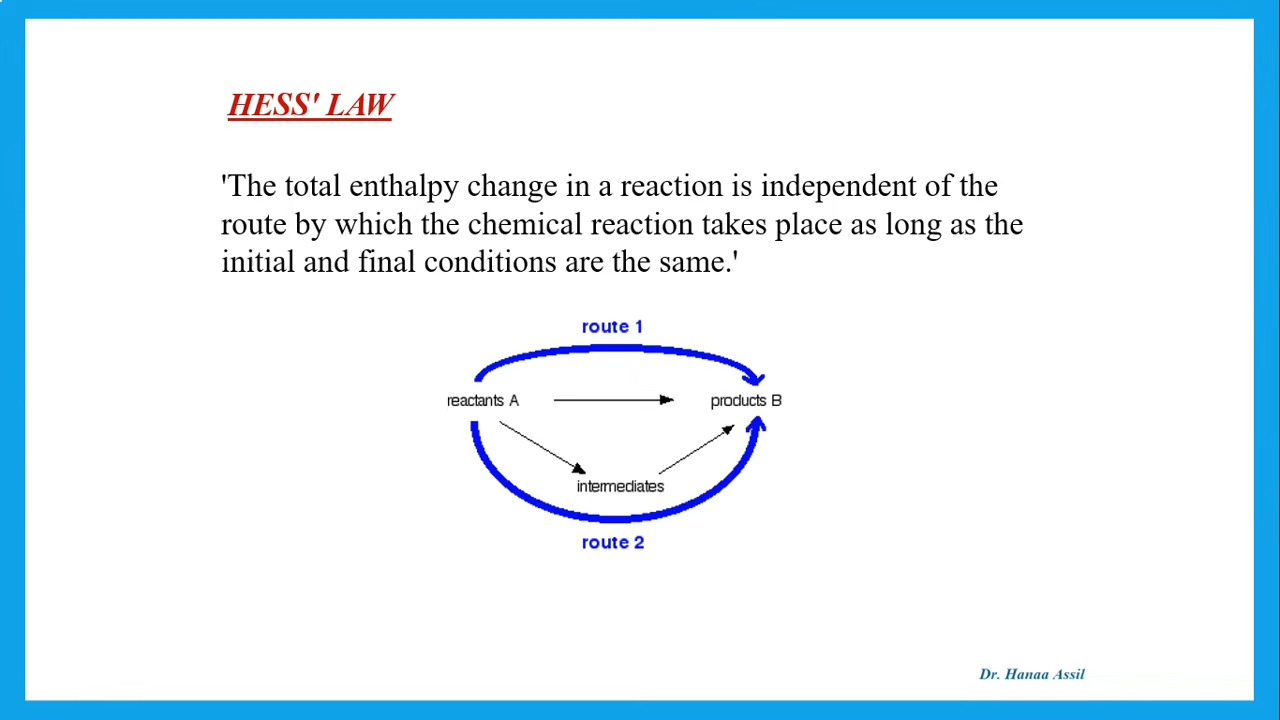 HESS' LAW
'The total enthalpy change in a reaction is independent of the
route by which the chemical reaction takes place as long as the
initial and final conditions are the same.'
route 1
reactants A
products B
intermediates
route 2
Dr. Hanaa Assil